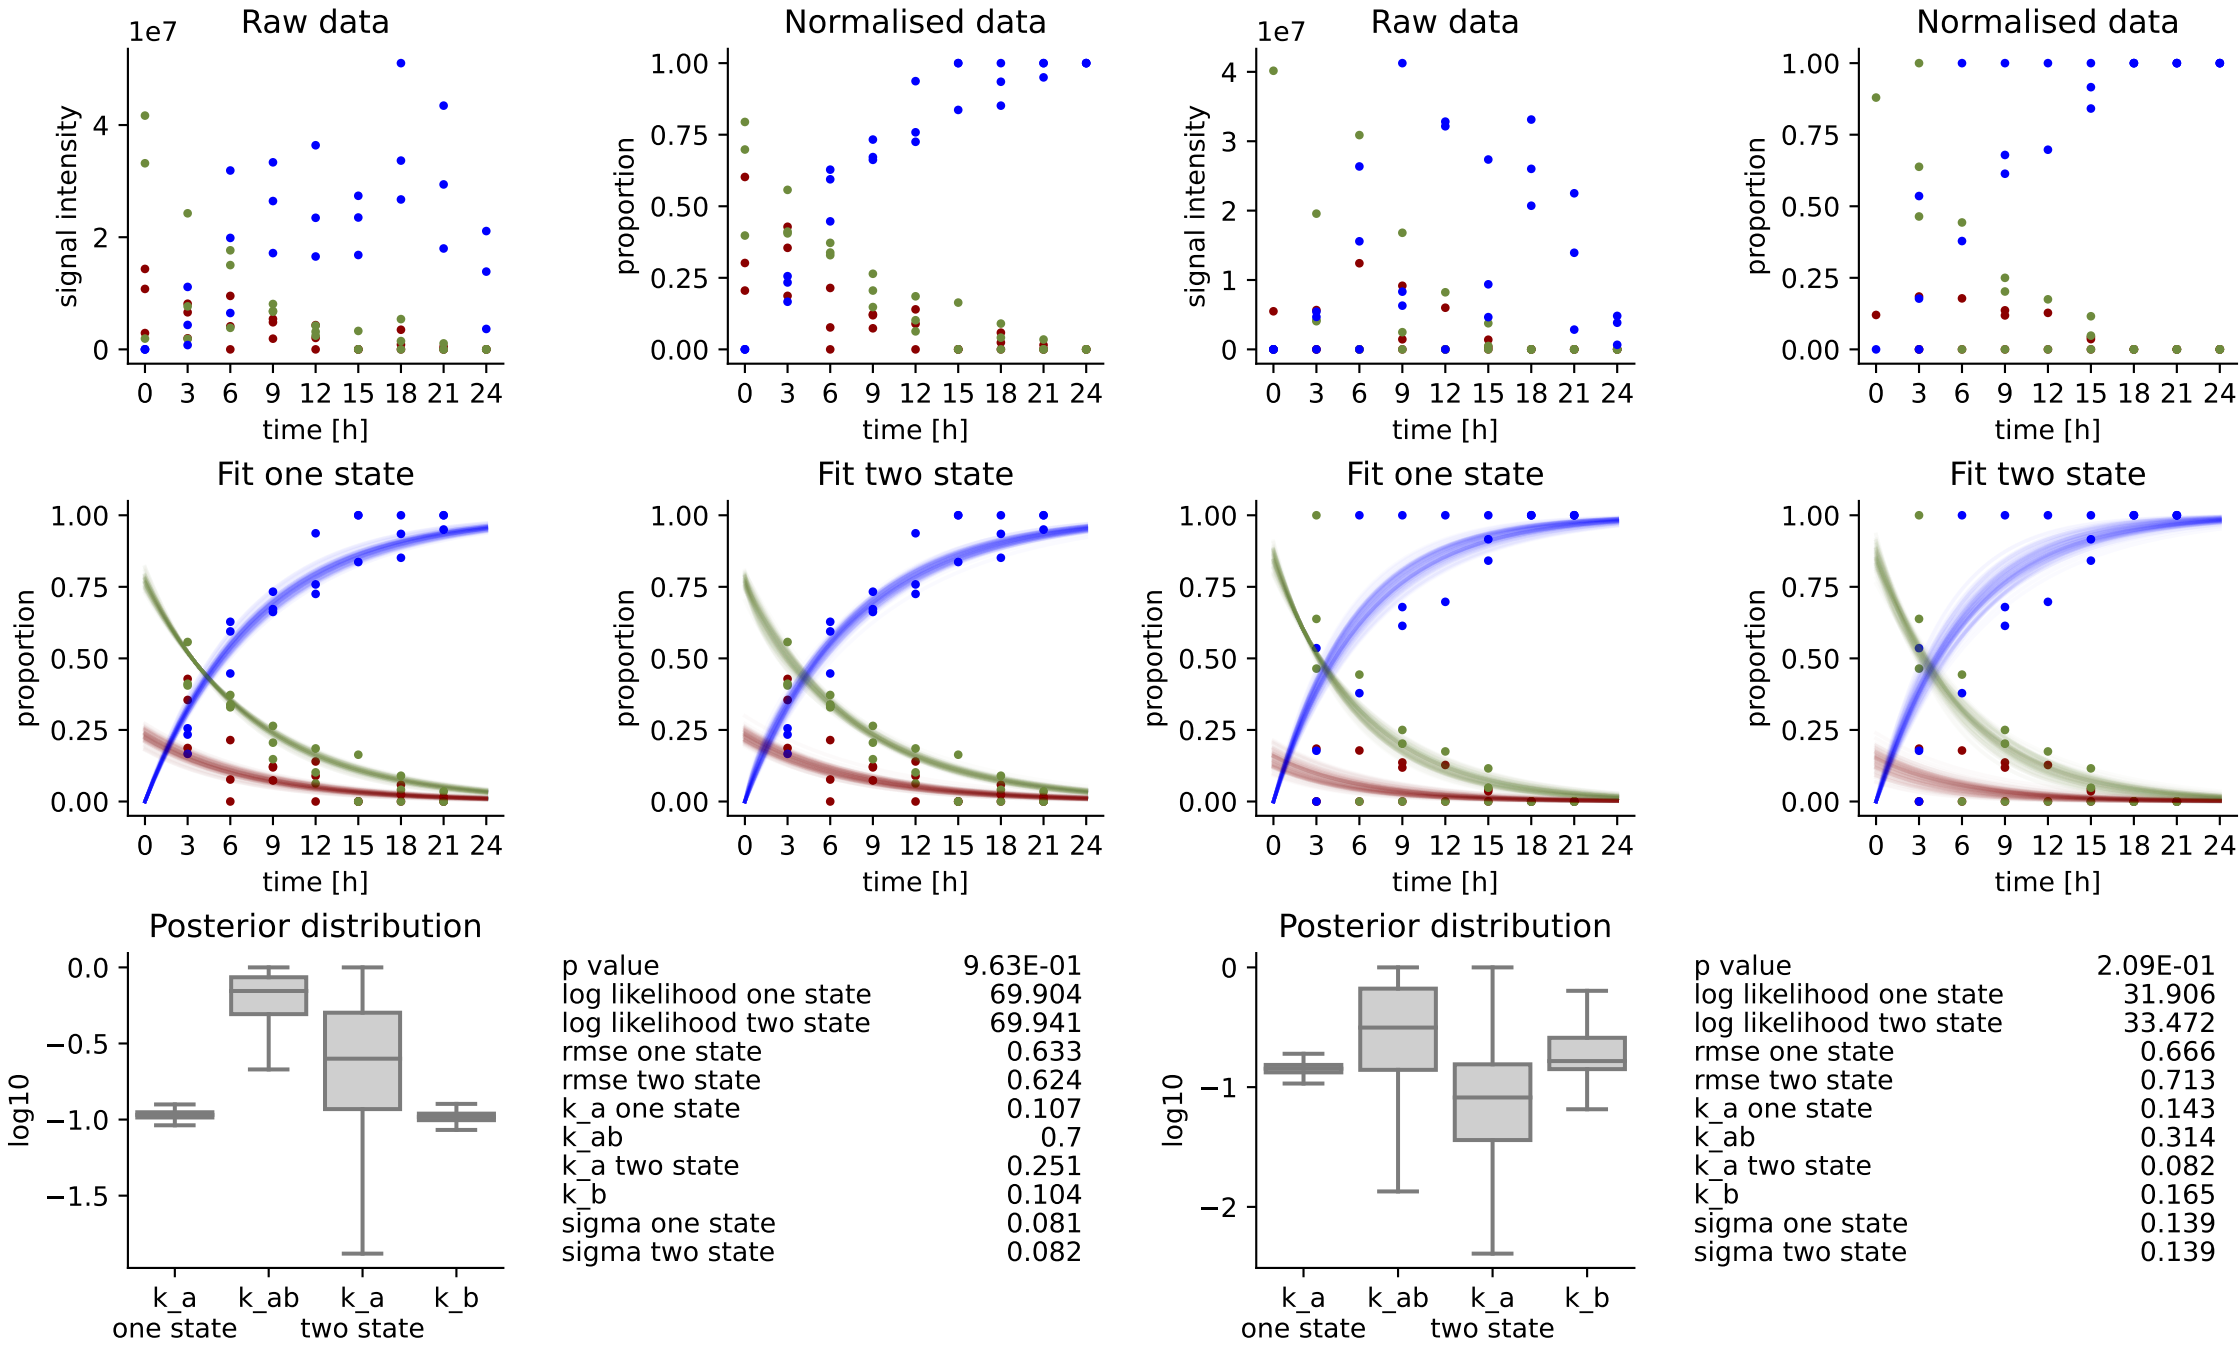 Raw data
1e7
signal intensity
4
2
0
0 3 6 9 12 15 18 21 24
time [h]
Normalised data
proportion
1.00
0.75
0.50
0.25
0.00
0 3 6 9 12 15 18 21 24
time [h]
Raw data
1e7
signal intensity
4
3
2
1
0
0 3 6 9 12 15 18 21 24
time [h]
Normalised data
proportion
1.00
0.75
0.50
0.25
0.00
0 3 6 9 12 15 18 21 24
time [h]
Fit one state
proportion
1.00
0.75
0.50
0.25
0.00
0 3 6 9 12 15 18 21 24
time [h]
Fit two state
proportion
1.00
0.75
0.50
0.25
0.00
0 3 6 9 12 15 18 21 24
time [h]
Fit one state
proportion
1.00
0.75
0.50
0.25
0.00
0 3 6 9 12 15 18 21 24
time [h]
Fit two state
proportion
1.00
0.75
0.50
0.25
0.00
0 3 6 9 12 15 18 21 24
time [h]
Posterior distribution
log10
0.0
−0.5
−1.0
−1.5
k_a k_ab k_a k_b
one state two state
p value 9.63E-01
log likelihood one state 69.904
log likelihood two state 69.941
rmse one state 0.633
rmse two state 0.624
k_a one state 0.107
k_ab 0.7
k_a two state 0.251
k_b 0.104
sigma one state 0.081
sigma two state 0.082
Posterior distribution
log10
0
−1
−2
k_a k_ab k_a k_b
one state two state
p value 2.09E-01
log likelihood one state 31.906
log likelihood two state 33.472
rmse one state 0.666
rmse two state 0.713
k_a one state 0.143
k_ab 0.314
k_a two state 0.082
k_b 0.165
sigma one state 0.139
sigma two state 0.139